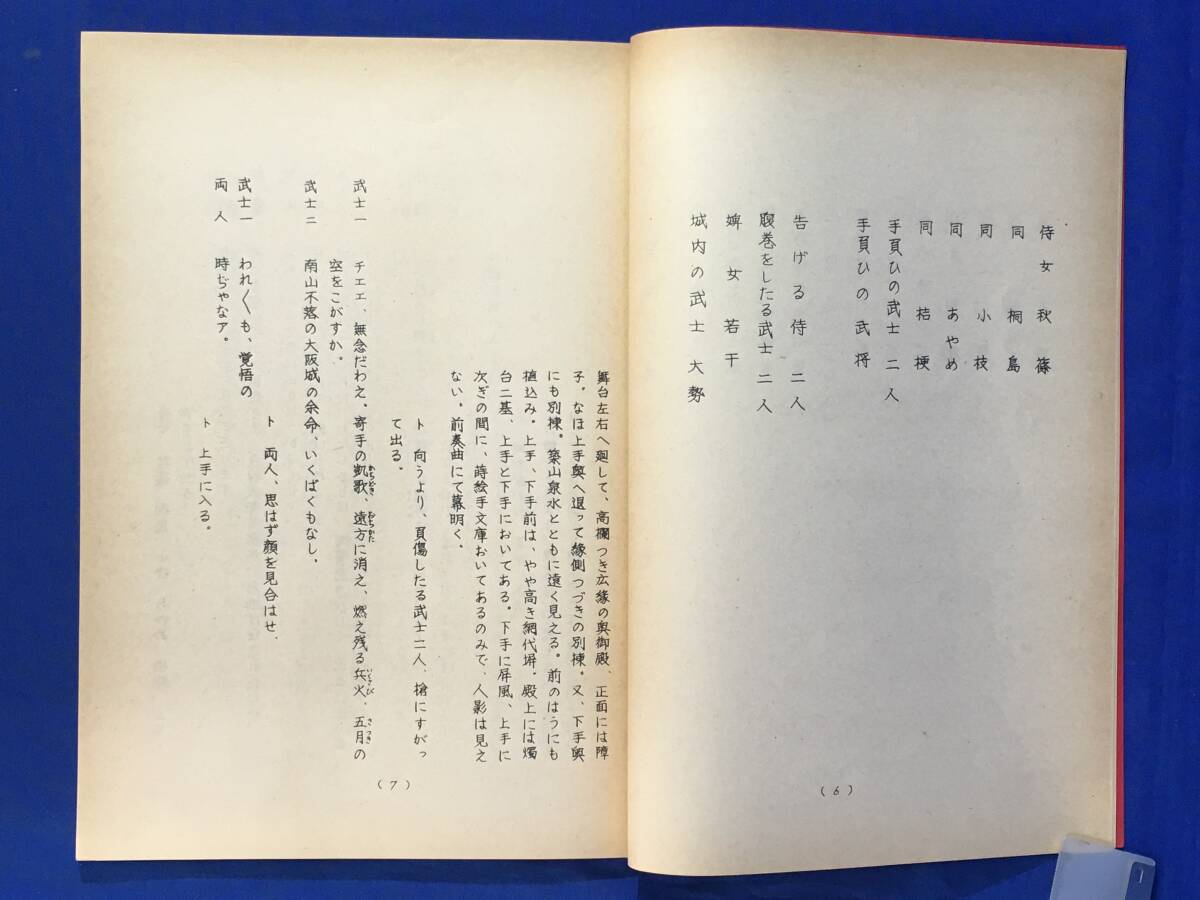 侍女 秋篠
同 桐島
同 小枝
同 あやめ
同 桔梗
手負ひの武士 二人
手負ひの武将
告げる侍 二人
腹巻をしたる武士 二人
婢女 若干
城内の武士 大勢
(6)
舞台左右へ廻して、高欄つき広縁の奥御殿、正面には障
子。なほ上手奥へ退って縁側つづきの別棟。又、下手奥
にも別棟。築山泉水とともに遠く見える。前のはうにも
植込み。上手、下手前は、やや高き網代塀。殿上には燭
台二基、上手と下手においてある。下手に屏風、上手に
次ぎの間に、蒔絵手文庫おいてあるのみで、人影は見え
ない。前奏曲にて幕明く。
ト 向うより、負傷したる武士二人、槍にすがっ
て出る。
武士一 チエエ、無念だわえ。寄手の凱歌、遠方に消え、燃え残る兵火、五月の
かちどき
おちかた
いくさび
さつき
空をこがすか。
武士二 南山不落の大阪城の余命、いくばくもなし。
ト 両人、思はず顔を見合はせ、
武士一 われ〱も、覚悟の
両人 時ぢゃなア。
ト 上手に入る。
(7)